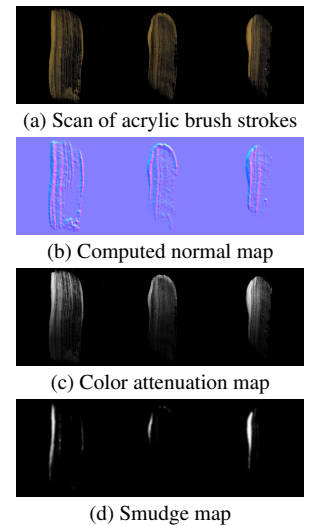 (a) Scan of acrylic brush strokes
(b) Computed normal map
(c) Color attenuation map
(d) Smudge map